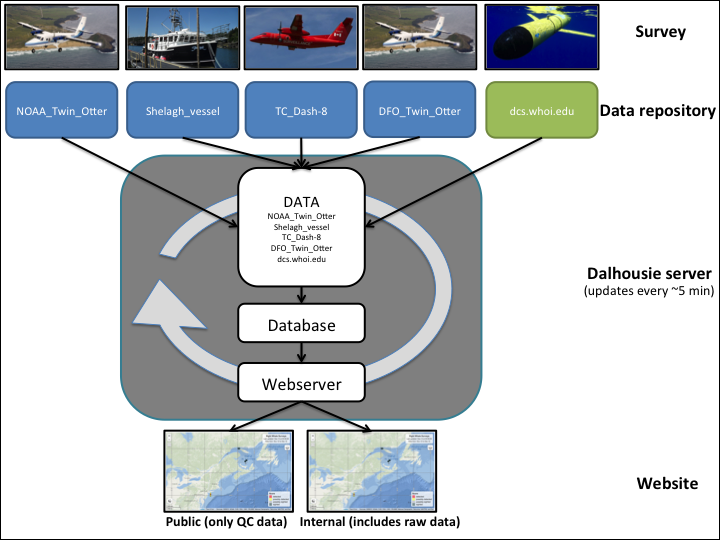 Survey
NOAA_Twin_Otter
Shelagh_vessel
TC_Dash-8
DFO_Twin_Otter
dcs.whoi.edu
Data repository
DATA
NOAA_Twin_Otter
Shelagh_vessel
TC_Dash-8
DFO_Twin_Otter
dcs.whoi.edu
Dalhousie server
(updates every ~5 min)
Database
Webserver
Website
Public (only QC data)
Internal (includes raw data)